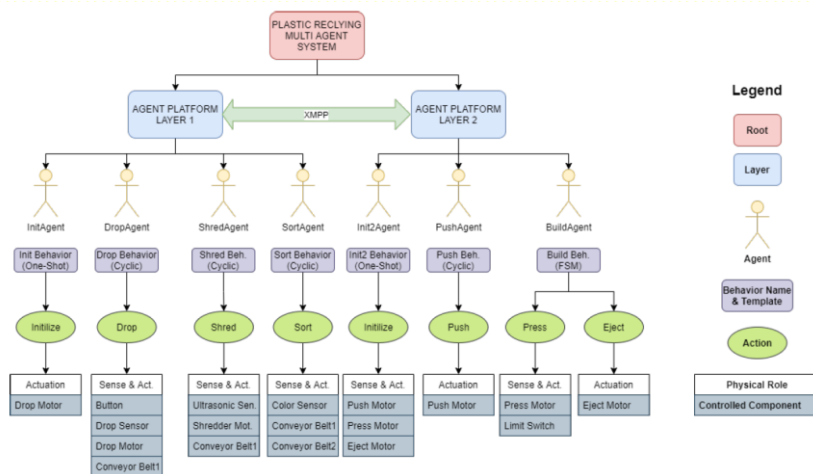 PLASTIC RECLYING
MULTI AGENT
SYSTEM
AGENT PLATFORM
LAYER 1
XMPP
AGENT PLATFORM
LAYER 2
InitAgent
DropAgent
ShredAgent
SortAgent
Init2Agent
PushAgent
BuildAgent
Init Behavior
(One-Shot)
Drop Behavior
(Cyclic)
Shred Beh.
(Cyclic)
Sort Behavior
(Cyclic)
Init2 Behavior
(One-Shot)
Push Beh.
(Cyclic)
Build Beh.
(FSM)
Initilize
Drop
Shred
Sort
Initilize
Push
Press
Eject
Actuation
Drop Motor
Sense & Act.
Button
Drop Sensor
Drop Motor
Conveyor Belt1
Sense & Act.
Ultrasonic Sen.
Shredder Mot.
Conveyor Belt1
Sense & Act.
Color Sensor
Conveyor Belt1
Conveyor Belt2
Sense & Act.
Push Motor
Press Motor
Eject Motor
Actuation
Push Motor
Sense & Act.
Press Motor
Limit Switch
Actuation
Eject Motor
Legend
Root
Layer
Agent
Behavior Name
& Template
Action
Physical Role
Controlled Component